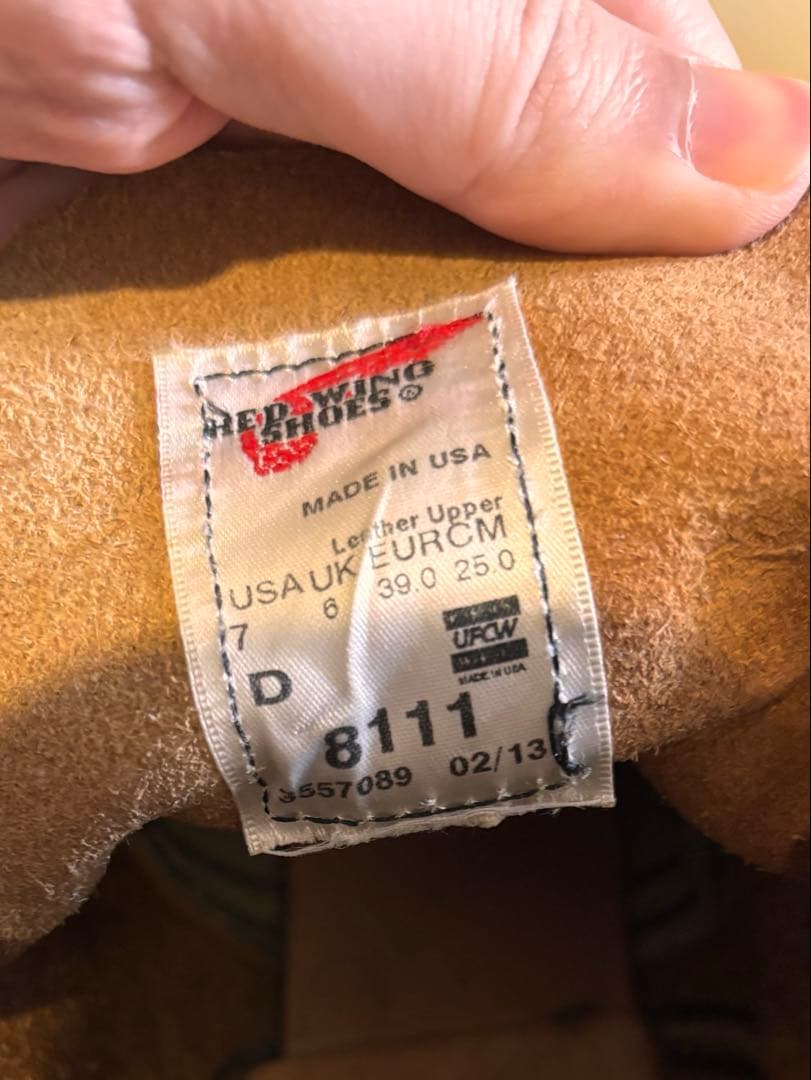 RED WING
SHOES®
MADE IN USA
Leather Upper
USA UK EUR CM
7 6 39.0 25.0
D
UFCW
MADE IN USA
8111
3557089 02/13